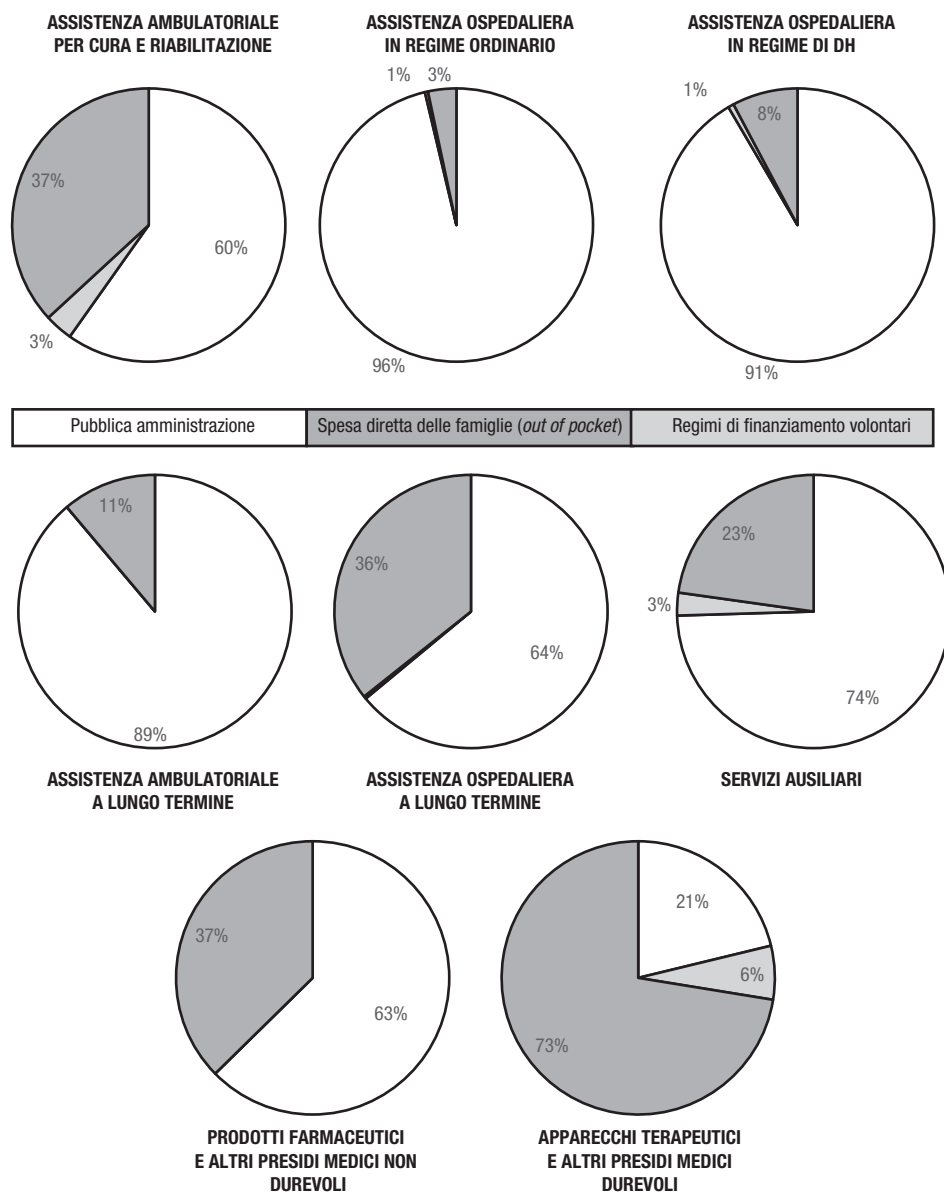 ASSISTENZA AMBULATORIALE
PER CURA E RIABILITAZIONE
37%
60%
3%
ASSISTENZA OSPEDALIERA
IN REGIME ORDINARIO
1%
3%
96%
ASSISTENZA OSPEDALIERA
IN REGIME DI DH
1%
8%
91%
Pubblica amministrazione
Spesa diretta delle famiglie (out of pocket)
Regimi di finanziamento volontari
11%
89%
ASSISTENZA AMBULATORIALE
A LUNGO TERMINE
36%
64%
ASSISTENZA OSPEDALIERA
A LUNGO TERMINE
23%
3%
74%
SERVIZI AUSILIARI
37%
63%
PRODOTTI FARMACEUTICI
E ALTRI PRESIDI MEDICI NON
DUREVOLI
21%
6%
73%
APPARECCHI TERAPEUTICI
E ALTRI PRESIDI MEDICI
DUREVOLI